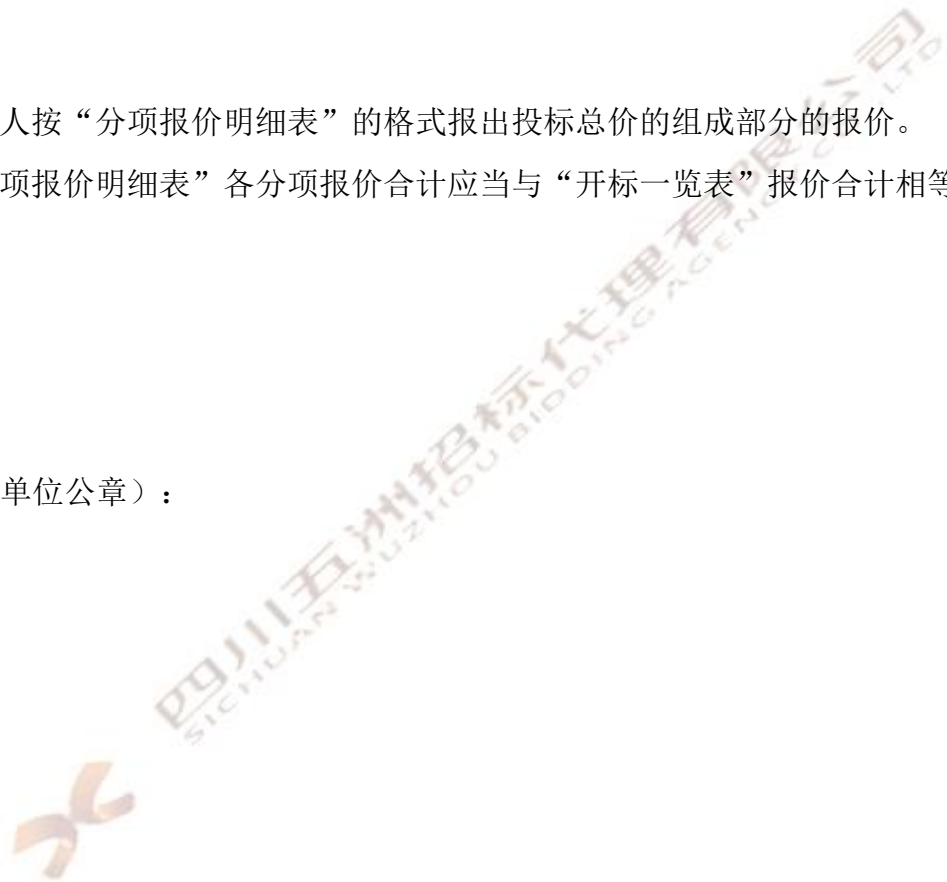 人按“分项报价明细表”的格式报出投标总价的组成部分的报价。
项报价明细表”各分项报价合计应当与“开标一览表”报价合计相等
单位公章）：
四川五洲招标代理有限公司
SICHUAN WUZHOU BIDDING AGENCY CO., LTD